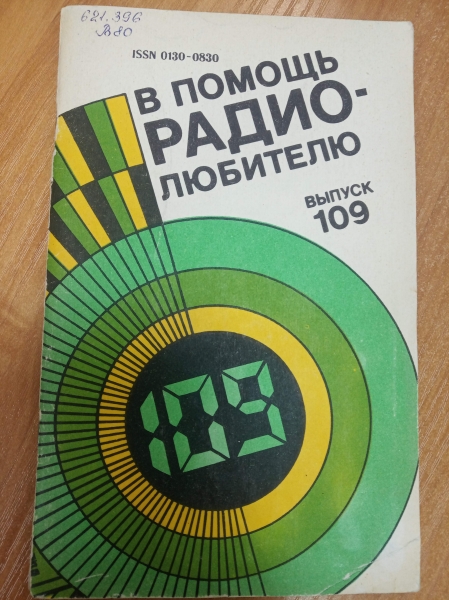 621.396
В80
ISSN 0130-0830
В ПОМОЩЬ
РАДИО-
ЛЮБИТЕЛЮ
ВЫПУСК
109
109